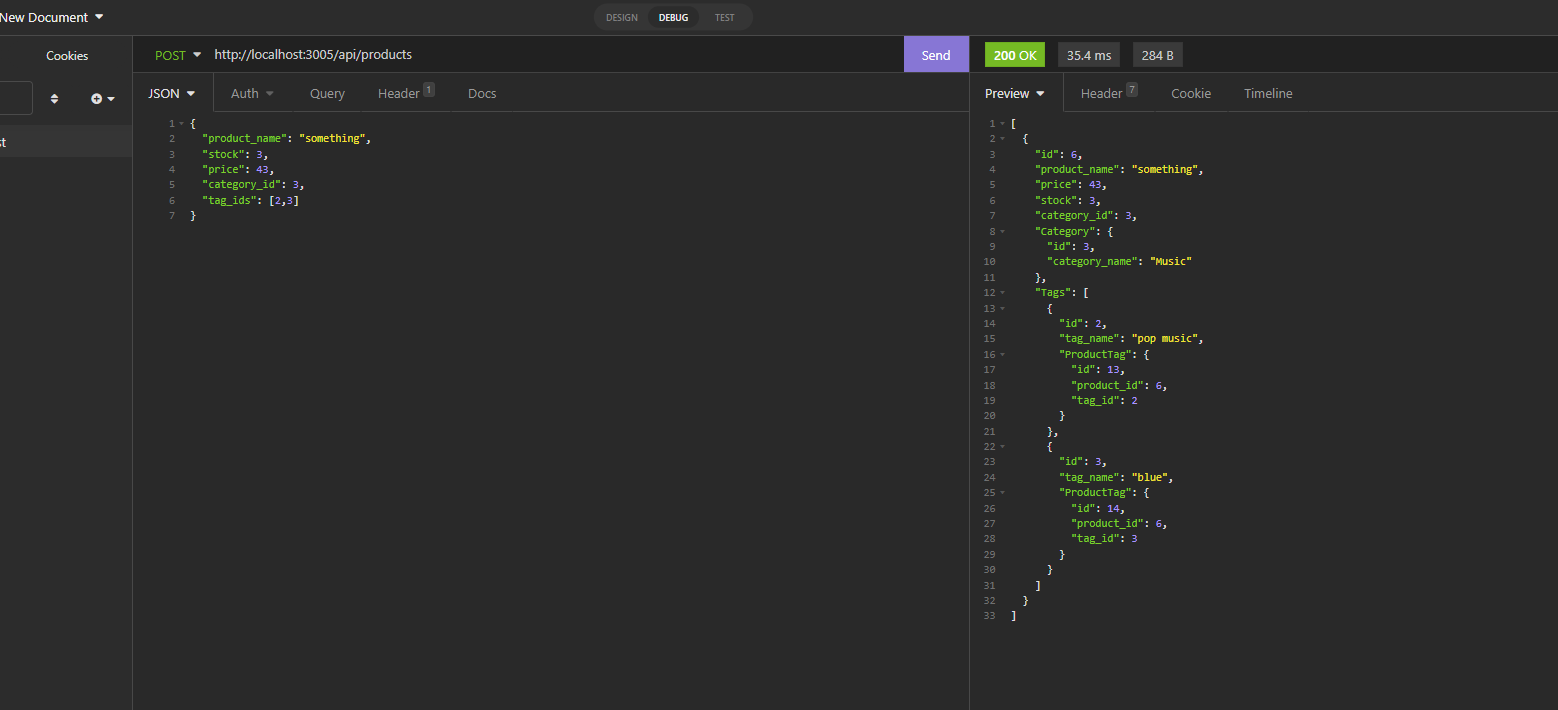 New Document
DESIGN DEBUG TEST
Cookies
POST http://localhost:3005/api/products Send
200 OK 35.4 ms 284 B
JSON Auth Query Header 1 Docs
Preview Header 7 Cookie Timeline
st
1 {
2 "product_name": "something",
3 "stock": 3,
4 "price": 43,
5 "category_id": 3,
6 "tag_ids": [2,3]
7 }
1 [
2 {
3 "id": 6,
4 "product_name": "something",
5 "price": 43,
6 "stock": 3,
7 "category_id": 3,
8 "Category": {
9 "id": 3,
10 "category_name": "Music"
11 },
12 "Tags": [
13 {
14 "id": 2,
15 "tag_name": "pop music",
16 "ProductTag": {
17 "id": 13,
18 "product_id": 6,
19 "tag_id": 2
20 }
21 },
22 {
23 "id": 3,
24 "tag_name": "blue",
25 "ProductTag": {
26 "id": 14,
27 "product_id": 6,
28 "tag_id": 3
29 }
30 }
31 ]
32 }
33 ]